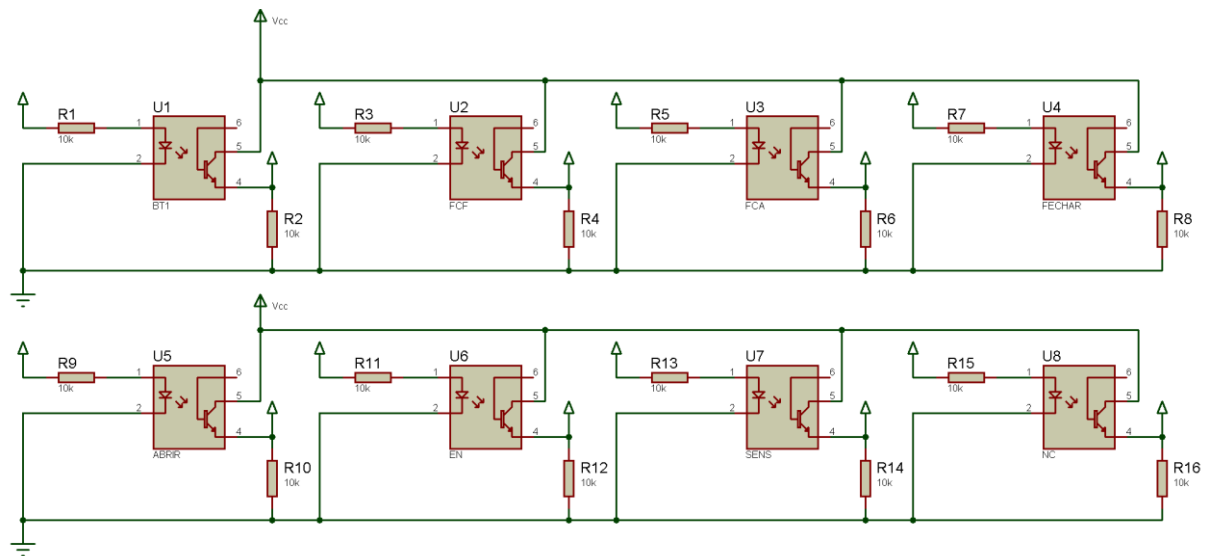 Vcc
R1
10k
U1
1
2
6
5
4
BT1
R2
10k
R3
10k
U2
1
2
6
5
4
FCF
R4
10k
R5
10k
U3
1
2
6
5
4
FCA
R6
10k
R7
10k
U4
1
2
6
5
4
FECHAR
R8
10k
Vcc
R9
10k
U5
1
2
6
5
4
ABRIR
R10
10k
R11
10k
U6
1
2
6
5
4
EN
R12
10k
R13
10k
U7
1
2
6
5
4
SENS
R14
10k
R15
10k
U8
1
2
6
5
4
NC
R16
10k